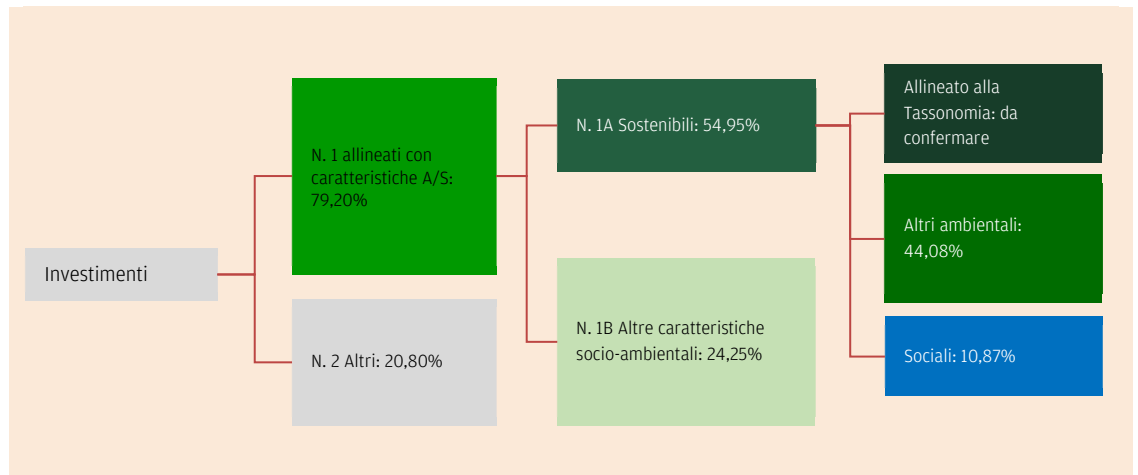 Investimenti
N. 1 allineati con
caratteristiche A/S:
79,20%
N. 2 Altri: 20,80%
N. 1A Sostenibili: 54,95%
N. 1B Altre caratteristiche
socio-ambientali: 24,25%
Allineato alla
Tassonomia: da
confermare
Altri ambientali:
44,08%
Sociali: 10,87%